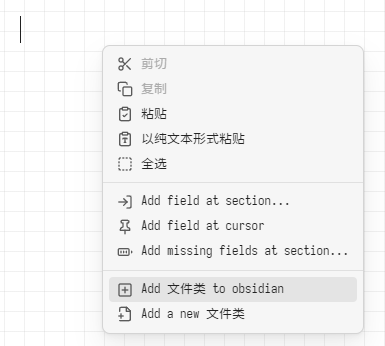 剪切
复制
粘贴
以纯文本形式粘贴
全选
Add field at section...
Add field at cursor
Add missing fields at section...
Add 文件类 to obsidian
Add a new 文件类